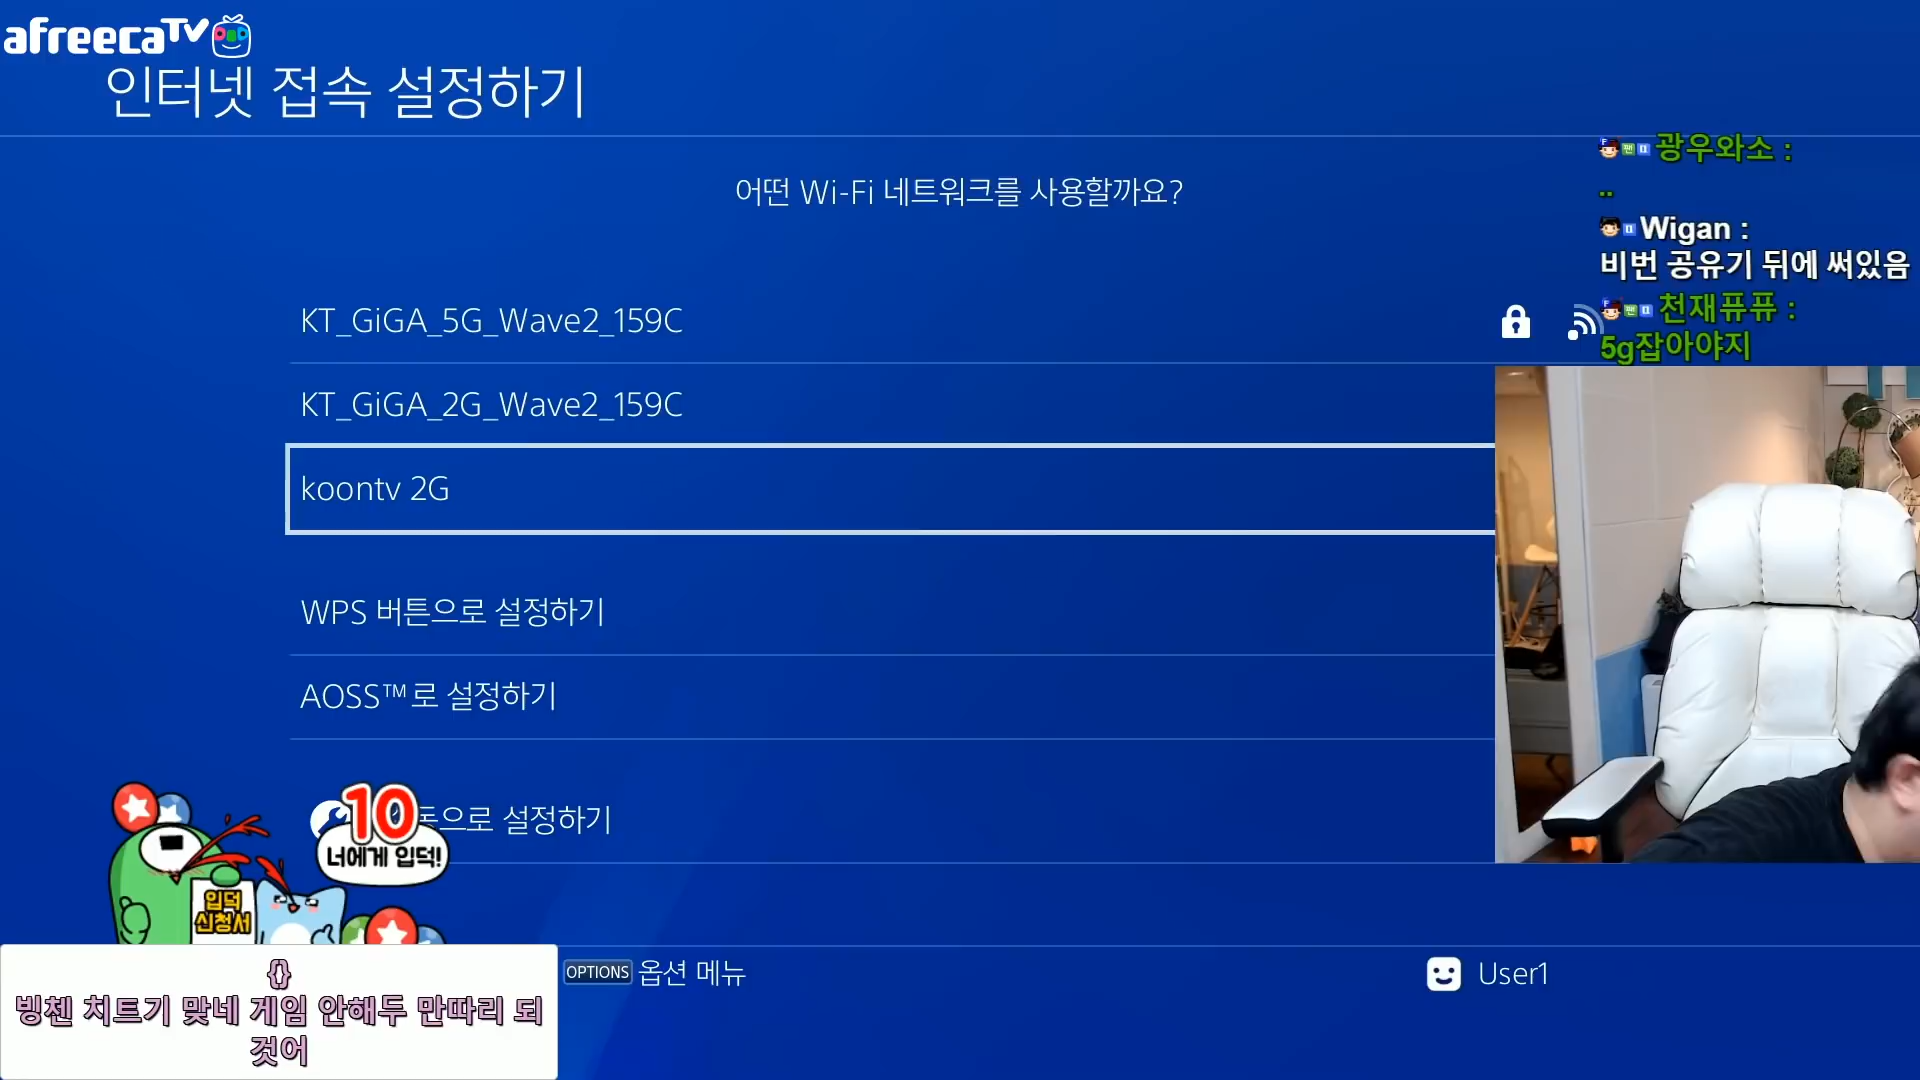 afreecaTV
인터넷 접속 설정하기
어떤 Wi-Fi 네트워크를 사용할까요?
광우와소 :
..
Wigan :
비번 공유기 뒤에 써있음
천재퓨퓨 :
5g잡아야지
KT_GiGA_5G_Wave2_159C
KT_GiGA_2G_Wave2_159C
koontv 2G
WPS 버튼으로 설정하기
AOSS™로 설정하기
으로 설정하기
10
너에게 입덕!
입덕
신청서
{}
빙첸 치트기 맞네 게임 안해두 만따리 되
것어
OPTIONS 옵션 메뉴
User1